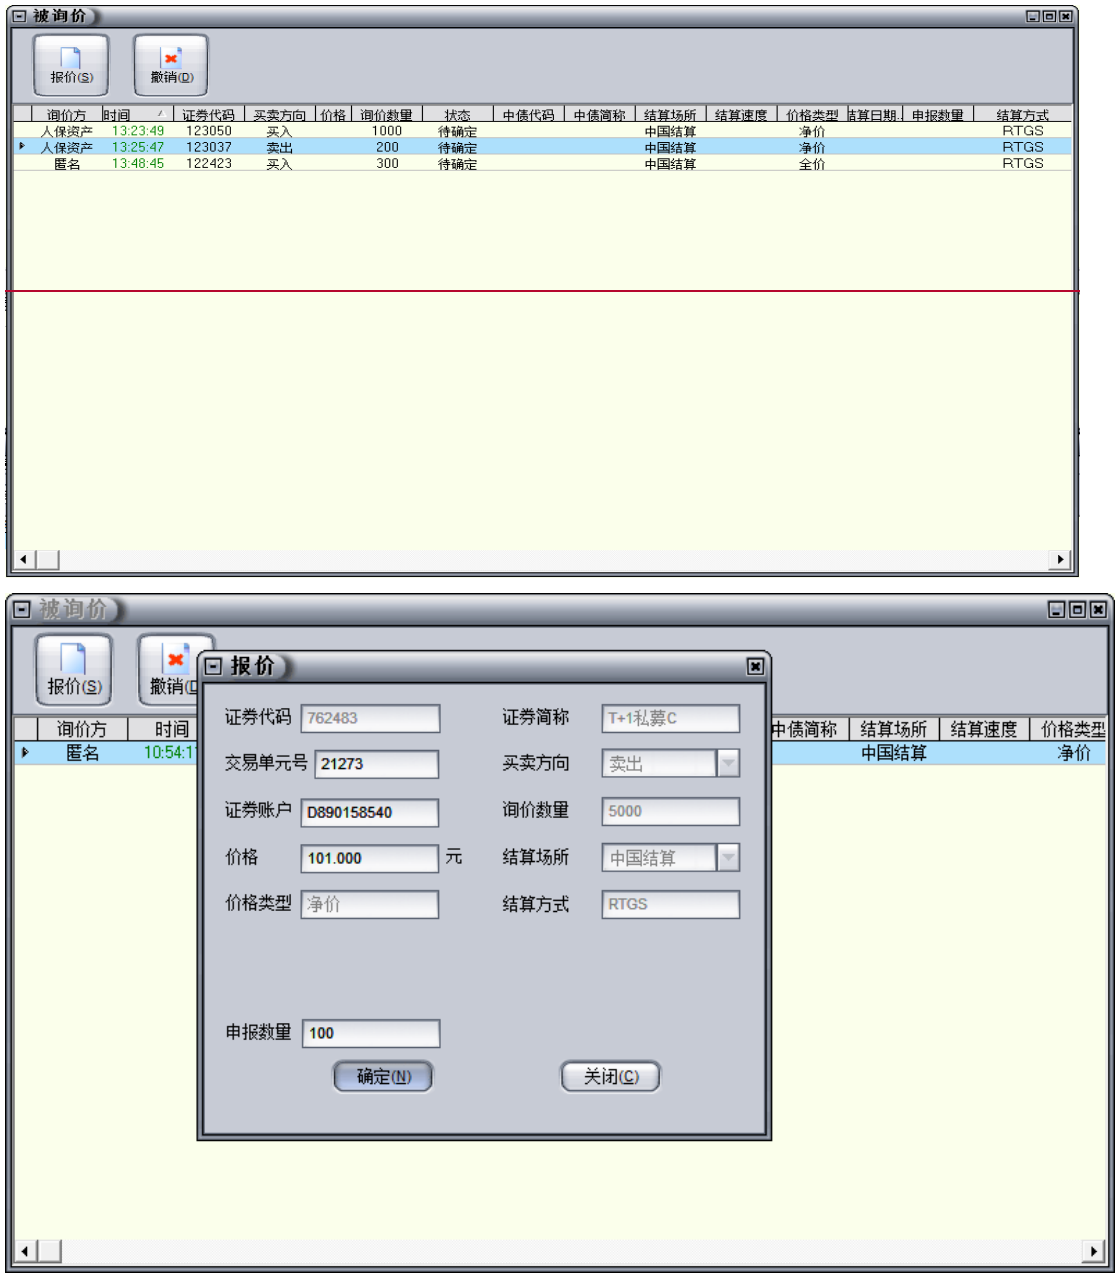 被询价
报价(S) 撤销(D)
询价方 时间 证券代码 买卖方向 价格 询价数量 状态 中债代码 中债简称 结算场所 结算速度 价格类型 结算日期. 申报数量 结算方式
人保资产 13:23:49 123050 买入 1000 待确定 中国结算 净价 RTGS
人保资产 13:25:47 123037 卖出 200 待确定 中国结算 净价 RTGS
匿名 13:48:45 122423 买入 300 待确定 中国结算 全价 RTGS
被询价
报价(S) 撤销(D
询价方 时间 中债简称 结算场所 结算速度 价格类型
匿名 10:54:1 中国结算 净价
报价
证券代码 762483 证券简称 T+1私募C
交易单元号 21273 买卖方向 卖出
证券账户 D890158540 询价数量 5000
价格 101.000 元 结算场所 中国结算
价格类型 净价 结算方式 RTGS
申报数量 100
确定(N) 关闭(C)